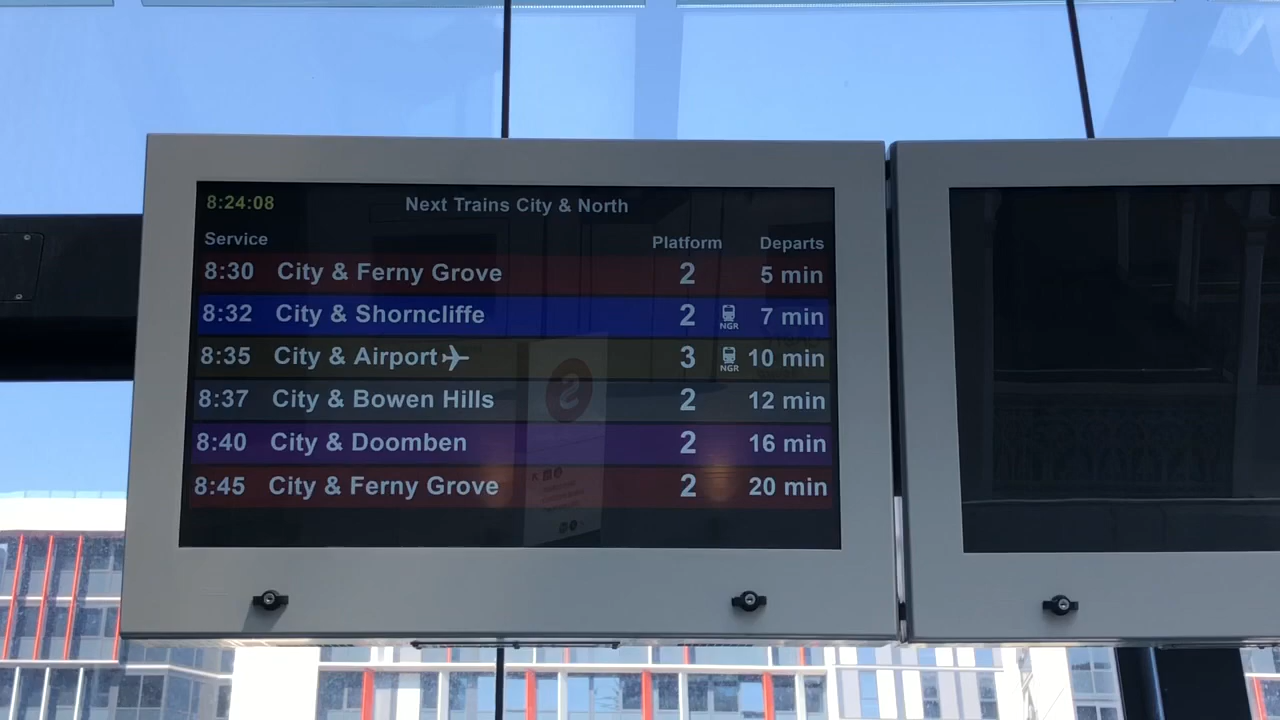 8:24:08 Next Trains City & North
Service Platform Departs
8:30 City & Ferny Grove 2 5 min
8:32 City & Shorncliffe 2 NGR 7 min
8:35 City & Airport 3 NGR 10 min
8:37 City & Bowen Hills 2 12 min
8:40 City & Doomben 2 16 min
8:45 City & Ferny Grove 2 20 min